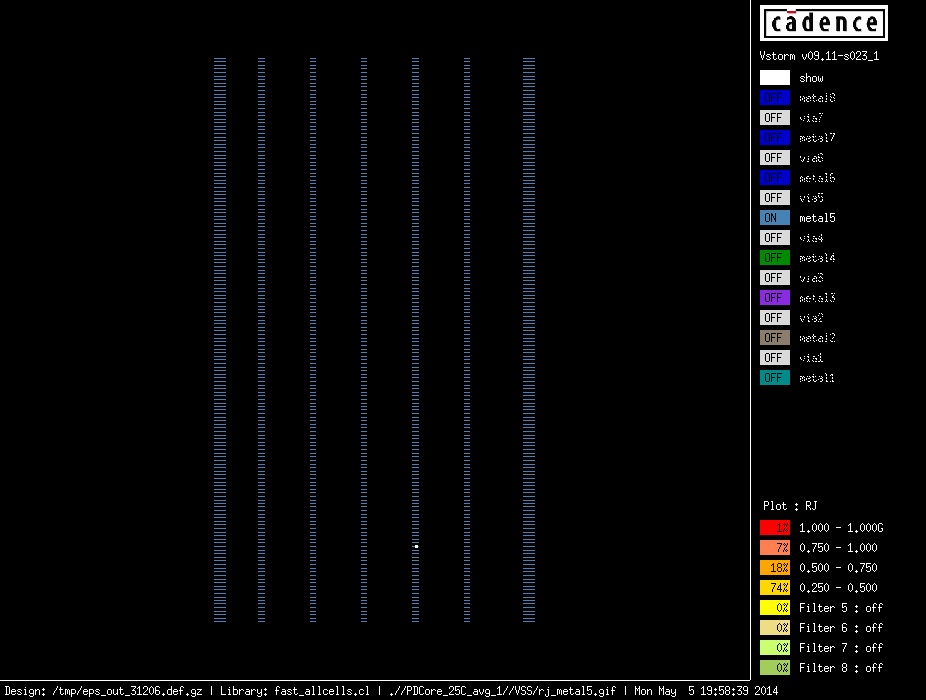 cadence
Vstorm v09.11-s023_1
show
metal8
via7
metal7
via6
metal6
via5
ON metal5
OFF via4
OFF metal4
OFF via3
OFF metal3
OFF via2
OFF metal2
OFF via1
OFF metal1
Plot : RJ
1% 1.000 - 1.000G
7% 0.750 - 1.000
18% 0.500 - 0.750
74% 0.250 - 0.500
0% Filter 5 : off
0% Filter 6 : off
0% Filter 7 : off
0% Filter 8 : off
Design: /tmp/eps_out_31206.def.gz | Library: fast_allcells.cl | .//PDCore_25C_avg_1//VSS/rj_metal5.gif | Mon May 5 19:58:39 2014